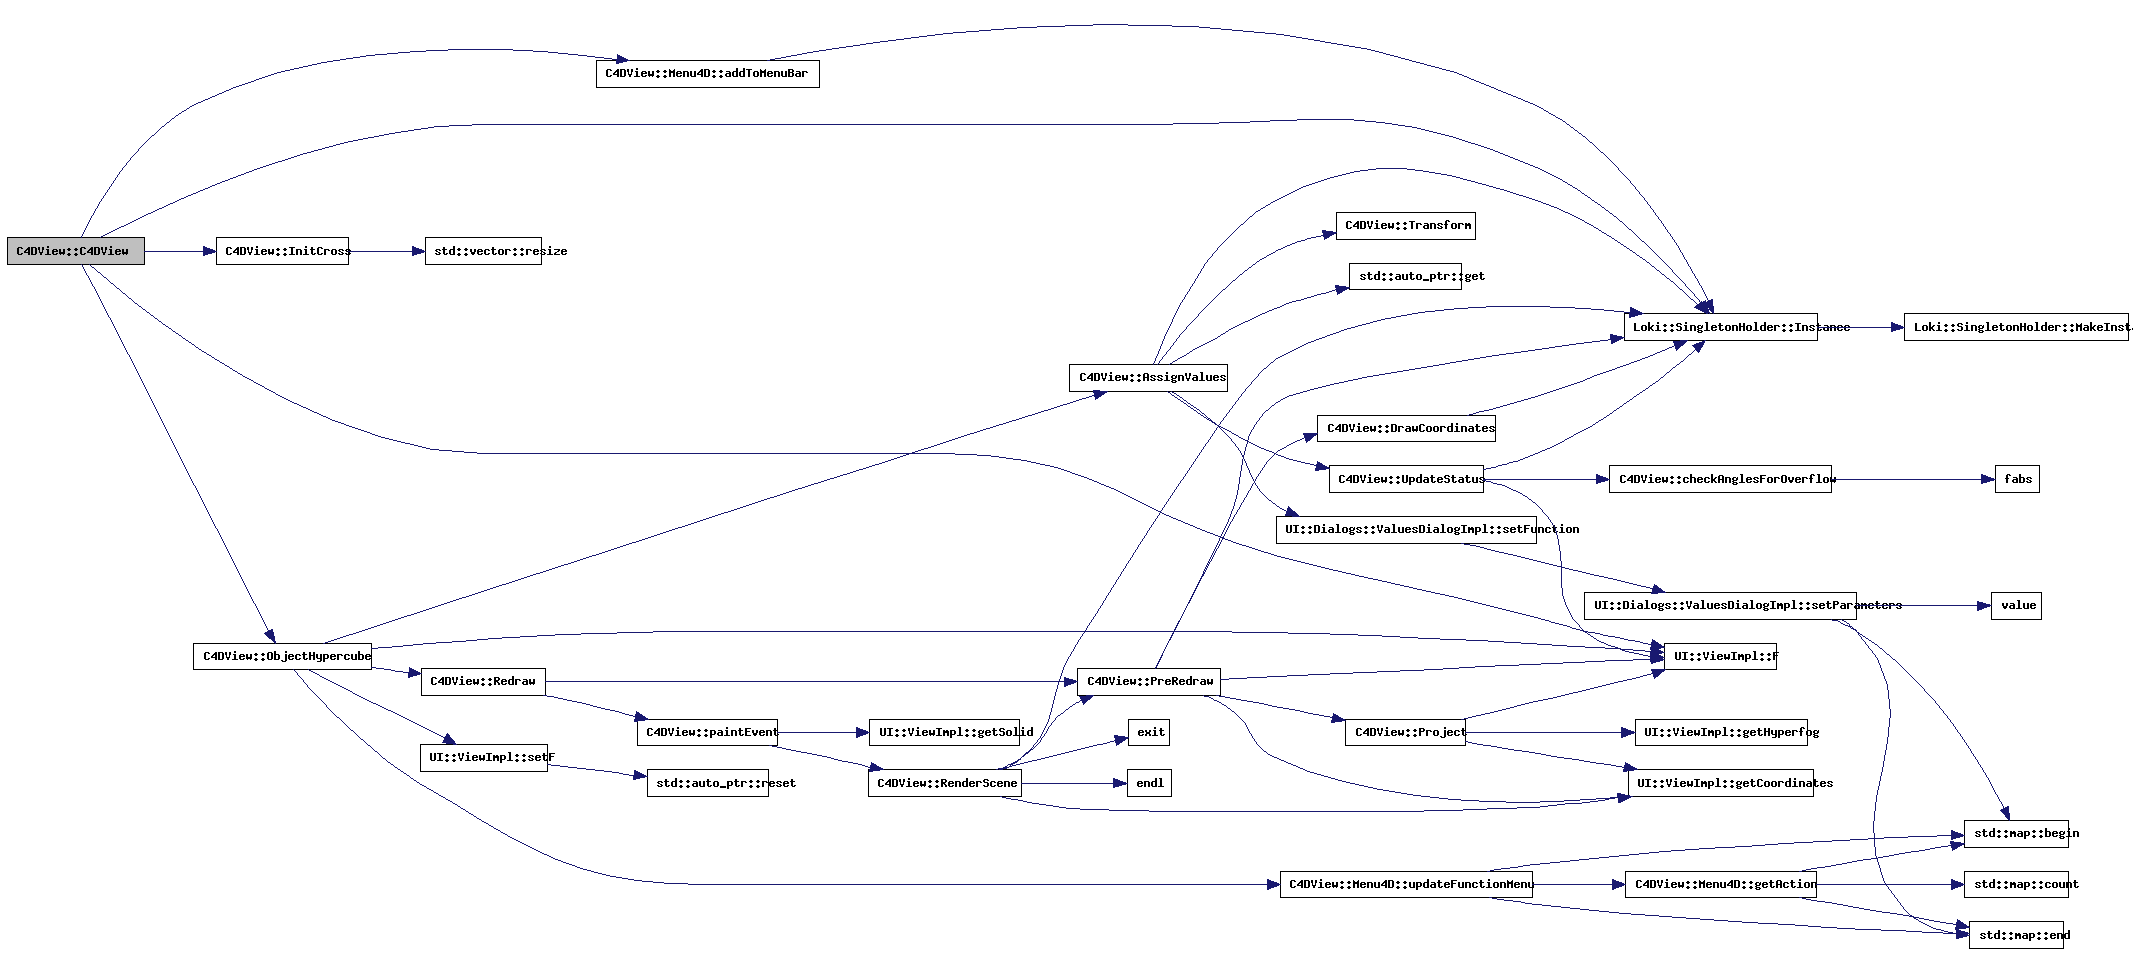 C4DView::Menu4D::addToMenuBar
C4DView::Transform
C4DView::C4DView
C4DView::InitCross
std::vector::resize
std::auto_ptr::get
Loki::SingletonHolder::Instance
Loki::SingletonHolder::MakeInst
C4DView::AssignValues
C4DView::DrawCoordinates
C4DView::UpdateStatus
C4DView::checkAnglesForOverflow
fabs
UI::Dialogs::ValuesDialogImpl::setFunction
UI::Dialogs::ValuesDialogImpl::setParameters
value
C4DView::ObjectHypercube
UI::ViewImpl::F
C4DView::Redraw
C4DView::PreRedraw
C4DView::paintEvent
UI::ViewImpl::getSolid
exit
C4DView::Project
UI::ViewImpl::getHyperfog
UI::ViewImpl::setF
std::auto_ptr::reset
C4DView::RenderScene
endl
UI::ViewImpl::getCoordinates
std::map::begin
C4DView::Menu4D::updateFunctionMenu
C4DView::Menu4D::getAction
std::map::count
std::map::end